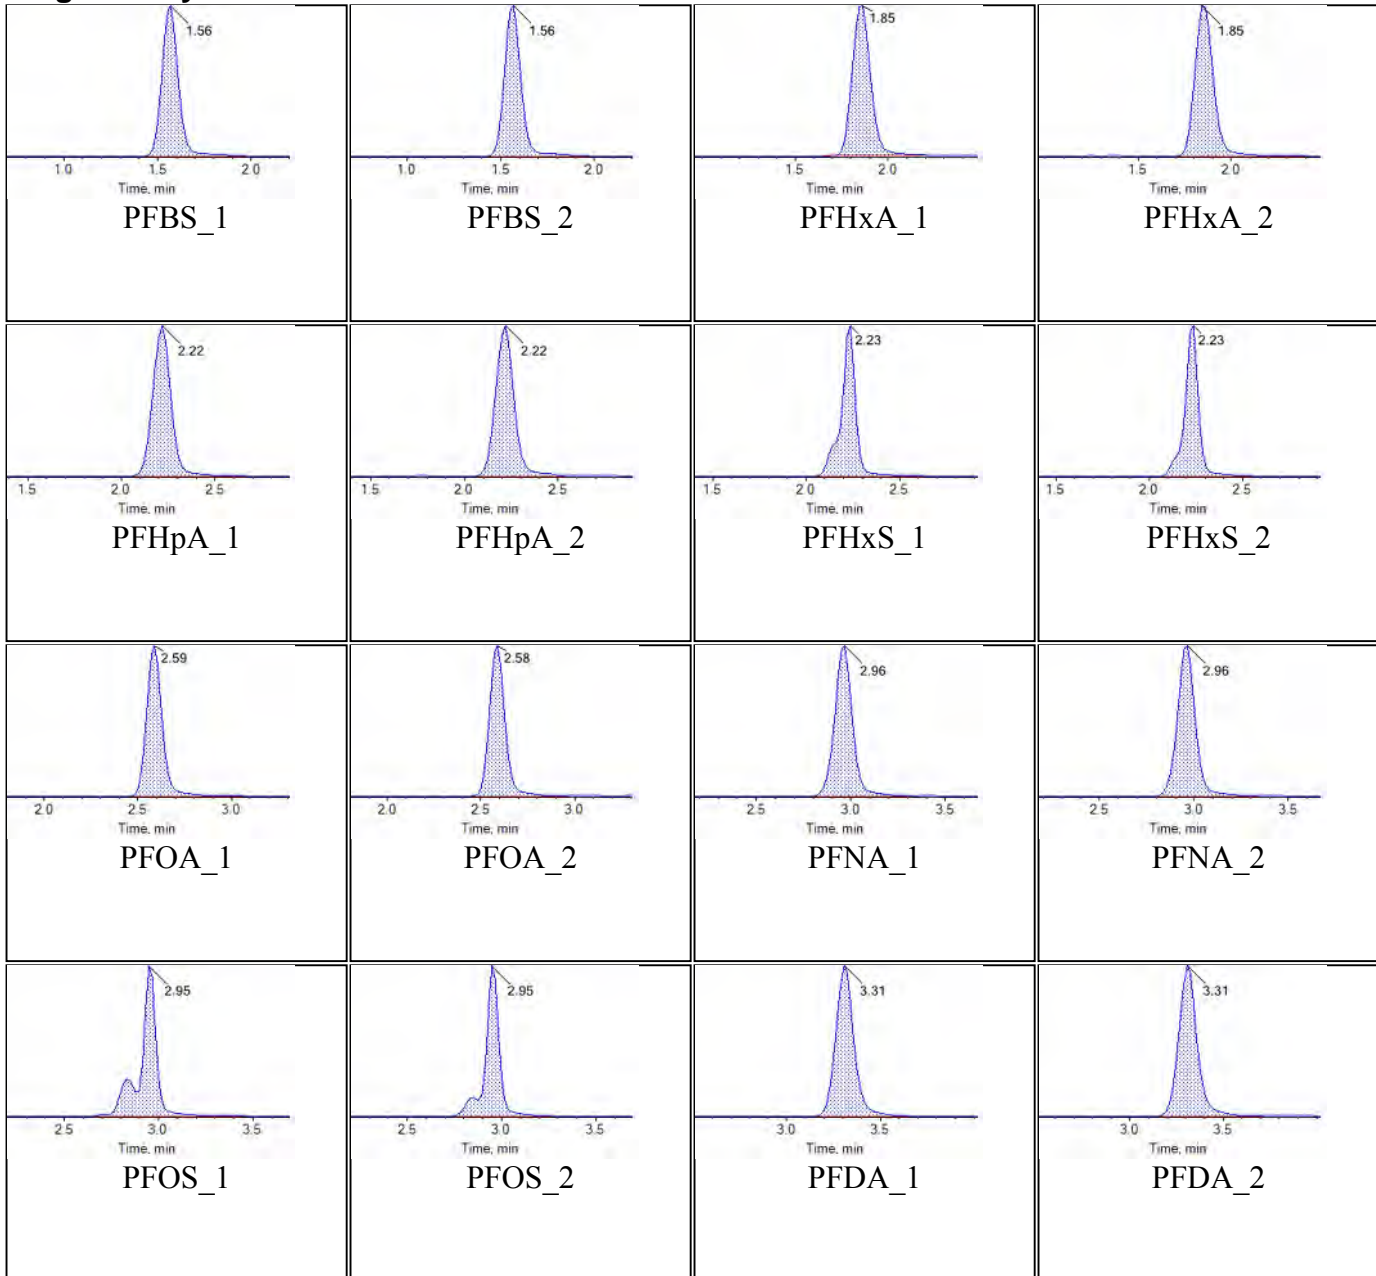 1.56
1.0 1.5 2.0
Time, min
PFBS_1
1.56
1.0 1.5 2.0
Time, min
PFBS_2
1.85
1.5 2.0
Time, min
PFHxA_1
1.85
1.5 2.0
Time, min
PFHxA_2
2.22
1.5 2.0 2.5
Time, min
PFHpA_1
2.22
1.5 2.0 2.5
Time, min
PFHpA_2
2.23
1.5 2.0 2.5
Time, min
PFHxS_1
2.23
1.5 2.0 2.5
Time, min
PFHxS_2
2.59
2.0 2.5 3.0
Time, min
PFOA_1
2.58
2.0 2.5 3.0
Time, min
PFOA_2
2.96
2.5 3.0 3.5
Time, min
PFNA_1
2.96
2.5 3.0 3.5
Time, min
PFNA_2
2.95
2.5 3.0 3.5
Time, min
PFOS_1
2.95
2.5 3.0 3.5
Time, min
PFOS_2
3.31
3.0 3.5
Time, min
PFDA_1
3.31
3.0 3.5
Time, min
PFDA_2